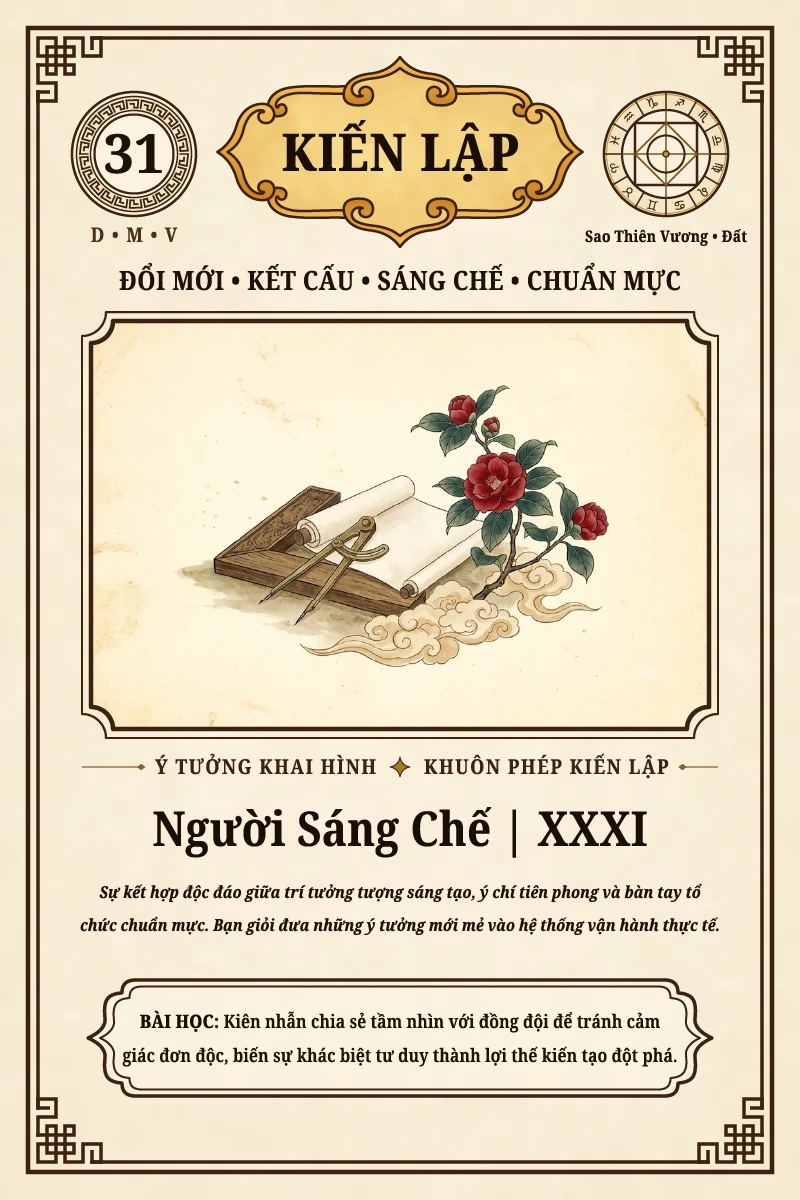 31
KIẾN LẬP
D • M • V
Sao Thiên Vương • Đất
ĐỔI MỚI • KẾT CẤU • SÁNG CHẾ • CHUẨN MỰC
Ý TƯỞNG KHAI HÌNH ✦ KHUÔN PHÉP KIẾN LẬP
Người Sáng Chế | XXXI
Sự kết hợp độc đáo giữa trí tưởng tượng sáng tạo, ý chí tiên phong và bàn tay tổ
chức chuẩn mực. Bạn giỏi đưa những ý tưởng mới mẻ vào hệ thống vận hành thực tế.
BÀI HỌC: Kiên nhẫn chia sẻ tầm nhìn với đồng đội để tránh cảm
giác đơn độc, biến sự khác biệt tư duy thành lợi thế kiến tạo đột phá.